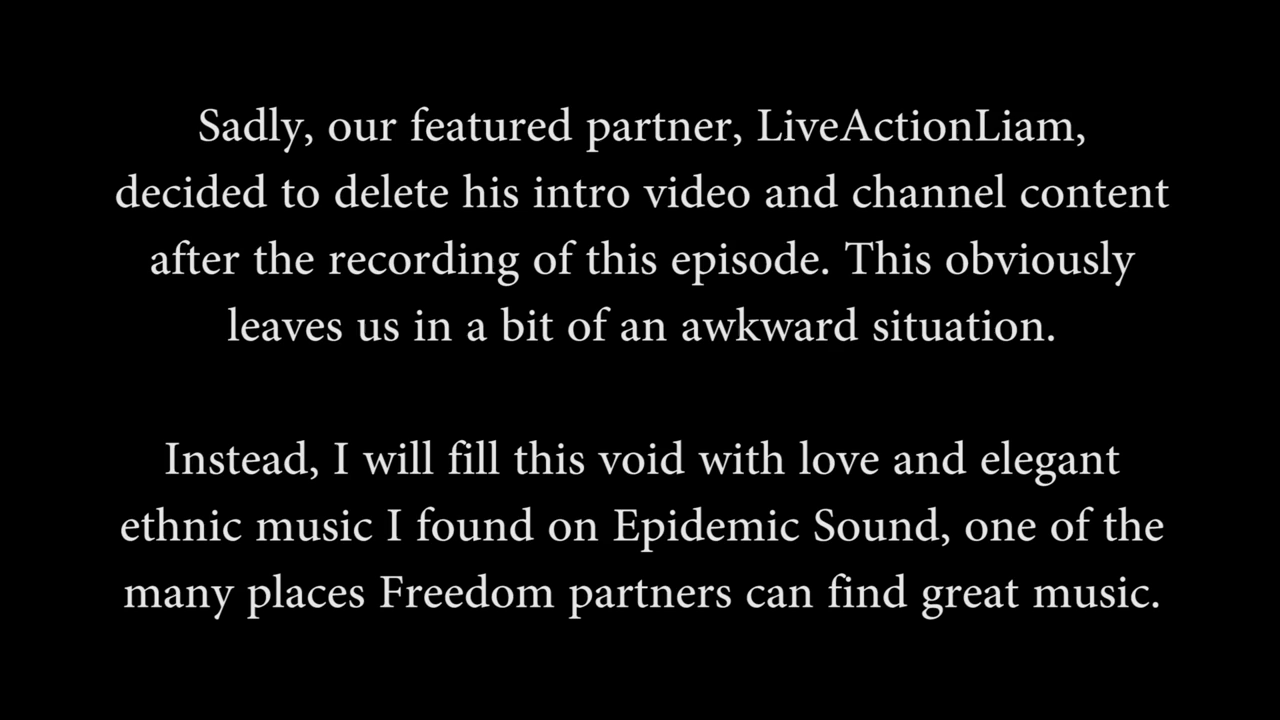 Sadly, our featured partner, LiveActionLiam,
decided to delete his intro video and channel content
after the recording of this episode. This obviously
leaves us in a bit of an awkward situation.
Instead, I will fill this void with love and elegant
ethnic music I found on Epidemic Sound, one of the
many places Freedom partners can find great music.